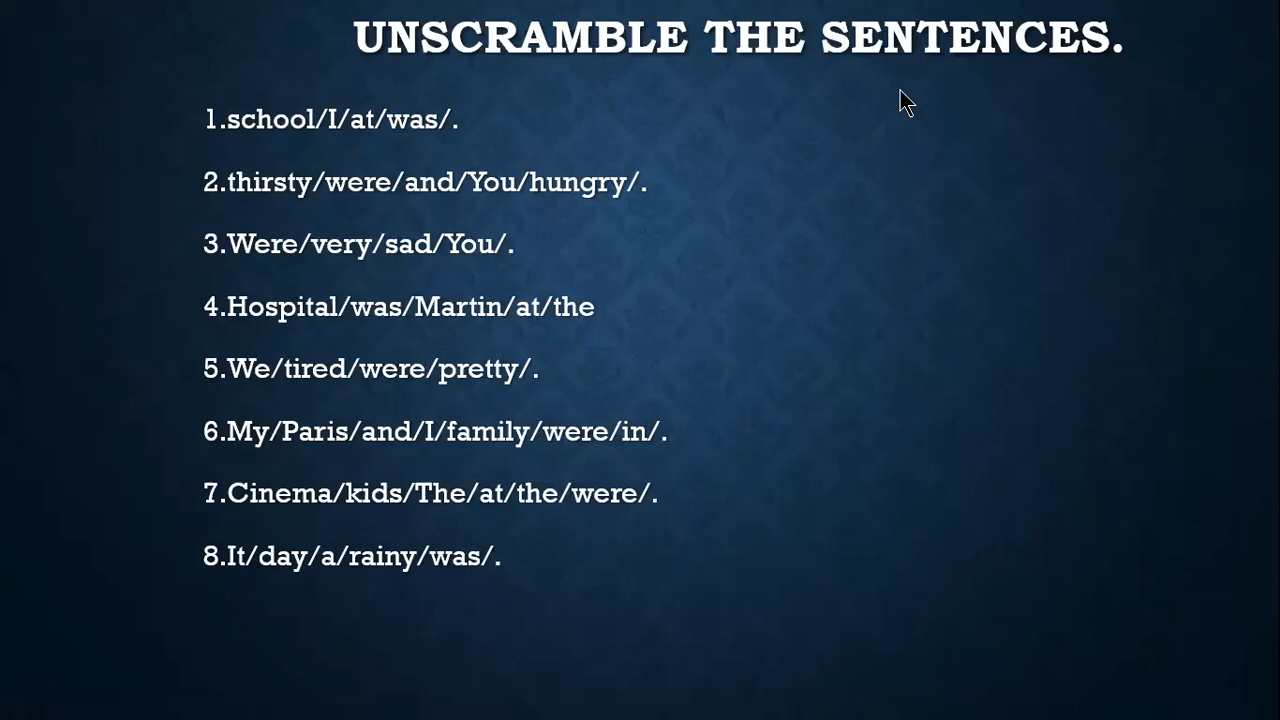 UNSCRAMBLE THE SENTENCES.
1.school/I/at/was/.
2.thirsty/were/and/You/hungry/.
3.Were/very/sad/You/.
4.Hospital/was/Martin/at/the
5.We/tired/were/pretty/.
6.My/Paris/and/I/family/were/in/.
7.Cinema/kids/The/at/the/were/.
8.It/day/a/rainy/was/.